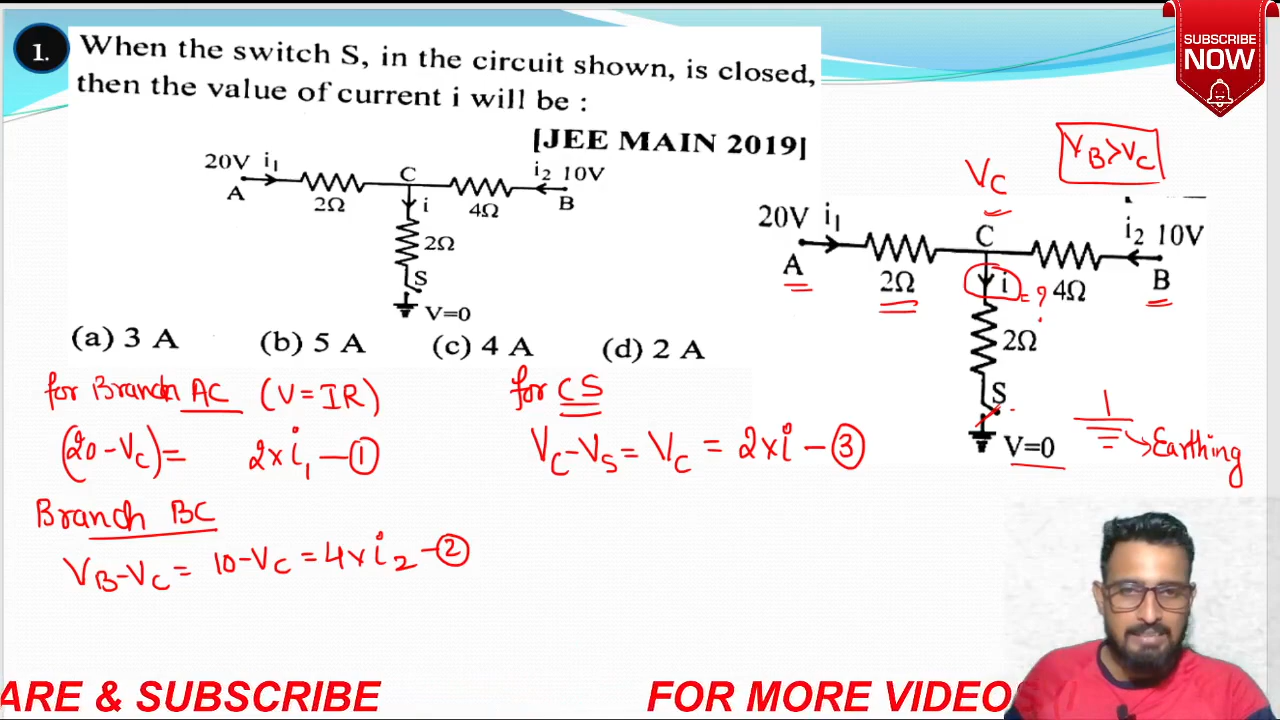 SUBSCRIBE
NOW
1.
When the switch S, in the circuit shown, is closed,
then the value of current i will be :
[JEE MAIN 2019]
20V i1 C i2 10V
A 2Ω i 4Ω B
2Ω
S
V=0
(a) 3 A (b) 5 A (c) 4 A (d) 2 A
VB>VC
VC
20V i1 C i2 10V
A 2Ω i = ? 4Ω B
2Ω
S
V=0
Earthing
for Branch AC (V = IR)
(20 - VC) = 2×i1 — ①
Branch BC
VB-VC = 10-VC = 4×i2 — ②
for CS
VC-VS = VC = 2×i — ③
ARE & SUBSCRIBE FOR MORE VIDEOS